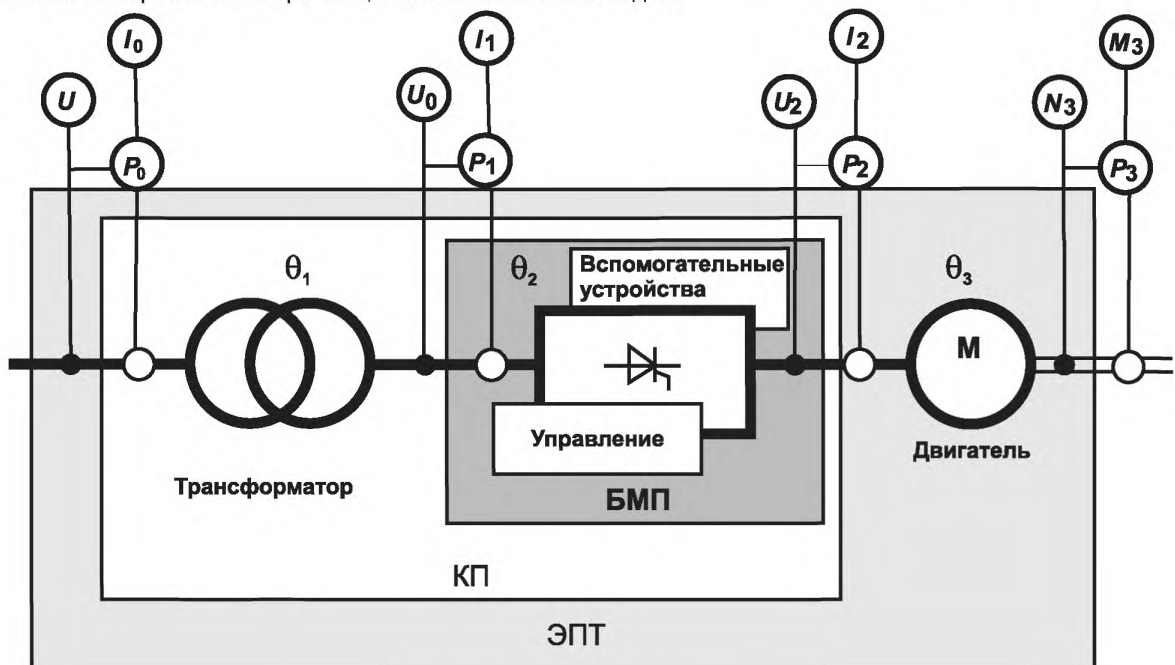 I0
I1
I2
M3
U
U0
U2
N3
P0
P1
P2
P3
θ1
θ2
Вспомогательные
устройства
θ3
М
Управление
Двигатель
Трансформатор
БМП
КП
ЭПТ